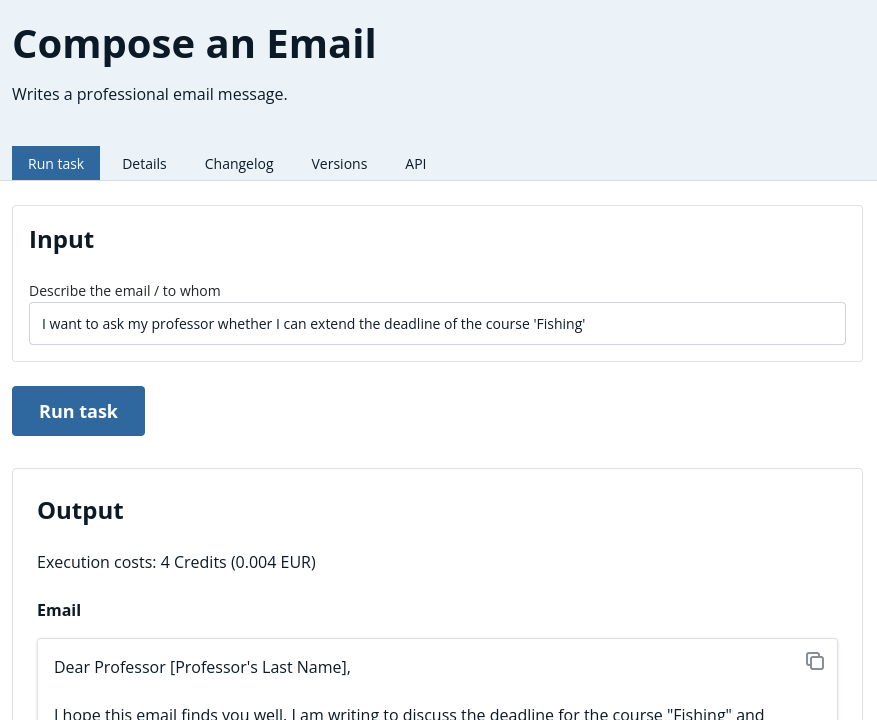 Compose an Email
Writes a professional email message.
Run task
Details
Changelog
Versions
API
Input
Describe the email / to whom
I want to ask my professor whether I can extend the deadline of the course 'Fishing'
Run task
Output
Execution costs: 4 Credits (0.004 EUR)
Email
Dear Professor [Professor's Last Name],
I hope this email finds you well. I am writing to discuss the deadline for the course "Fishing" and